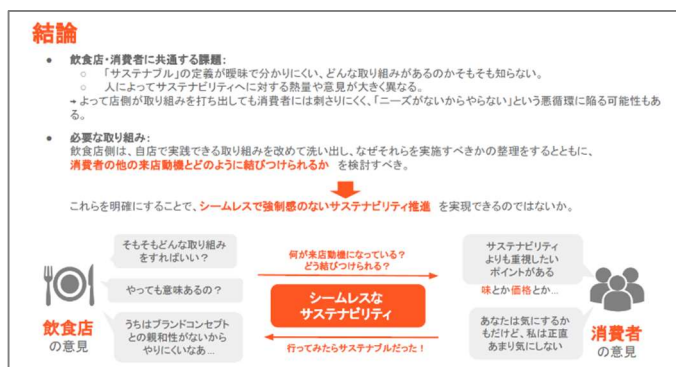 結論
● 飲食店・消費者に共通する課題：
○ 「サステナブル」の定義が曖昧で分かりにくい、どんな取り組みがあるのかそもそも知らない。
○ 人によってサステナビリティへに対する熱量や意見が大きく異なる。
→ よって店側が取り組みを打ち出しても消費者には刺さりにくく、「ニーズがないからやらない」という悪循環に陥る可能性もあ
る。
● 必要な取り組み：
飲食店側は、自店で実践できる取り組みを改めて洗い出し、なぜそれらを実施すべきかの整理をするとともに、
消費者の他の来店動機とどのように結びつけられるか を検討すべき。
これらを明確にすることで、シームレスで強制感のないサステナビリティ推進 を実現できるのではないか。
そもそもどんな取り組み
をすればいい？
やっても意味あるの？
うちはブランドコンセプト
との親和性がないから
やりにくいなあ…
飲食店
の意見
何が来店動機になっている？
どう結びつけられる？
シームレスな
サステナビリティ
行ってみたらサステナブルだった！
サステナビリティ
よりも重視したい
ポイントがある
味とか価格とか…
あなたは気にするか
もだけど、私は正直
あまり気にしない
消費者
の意見